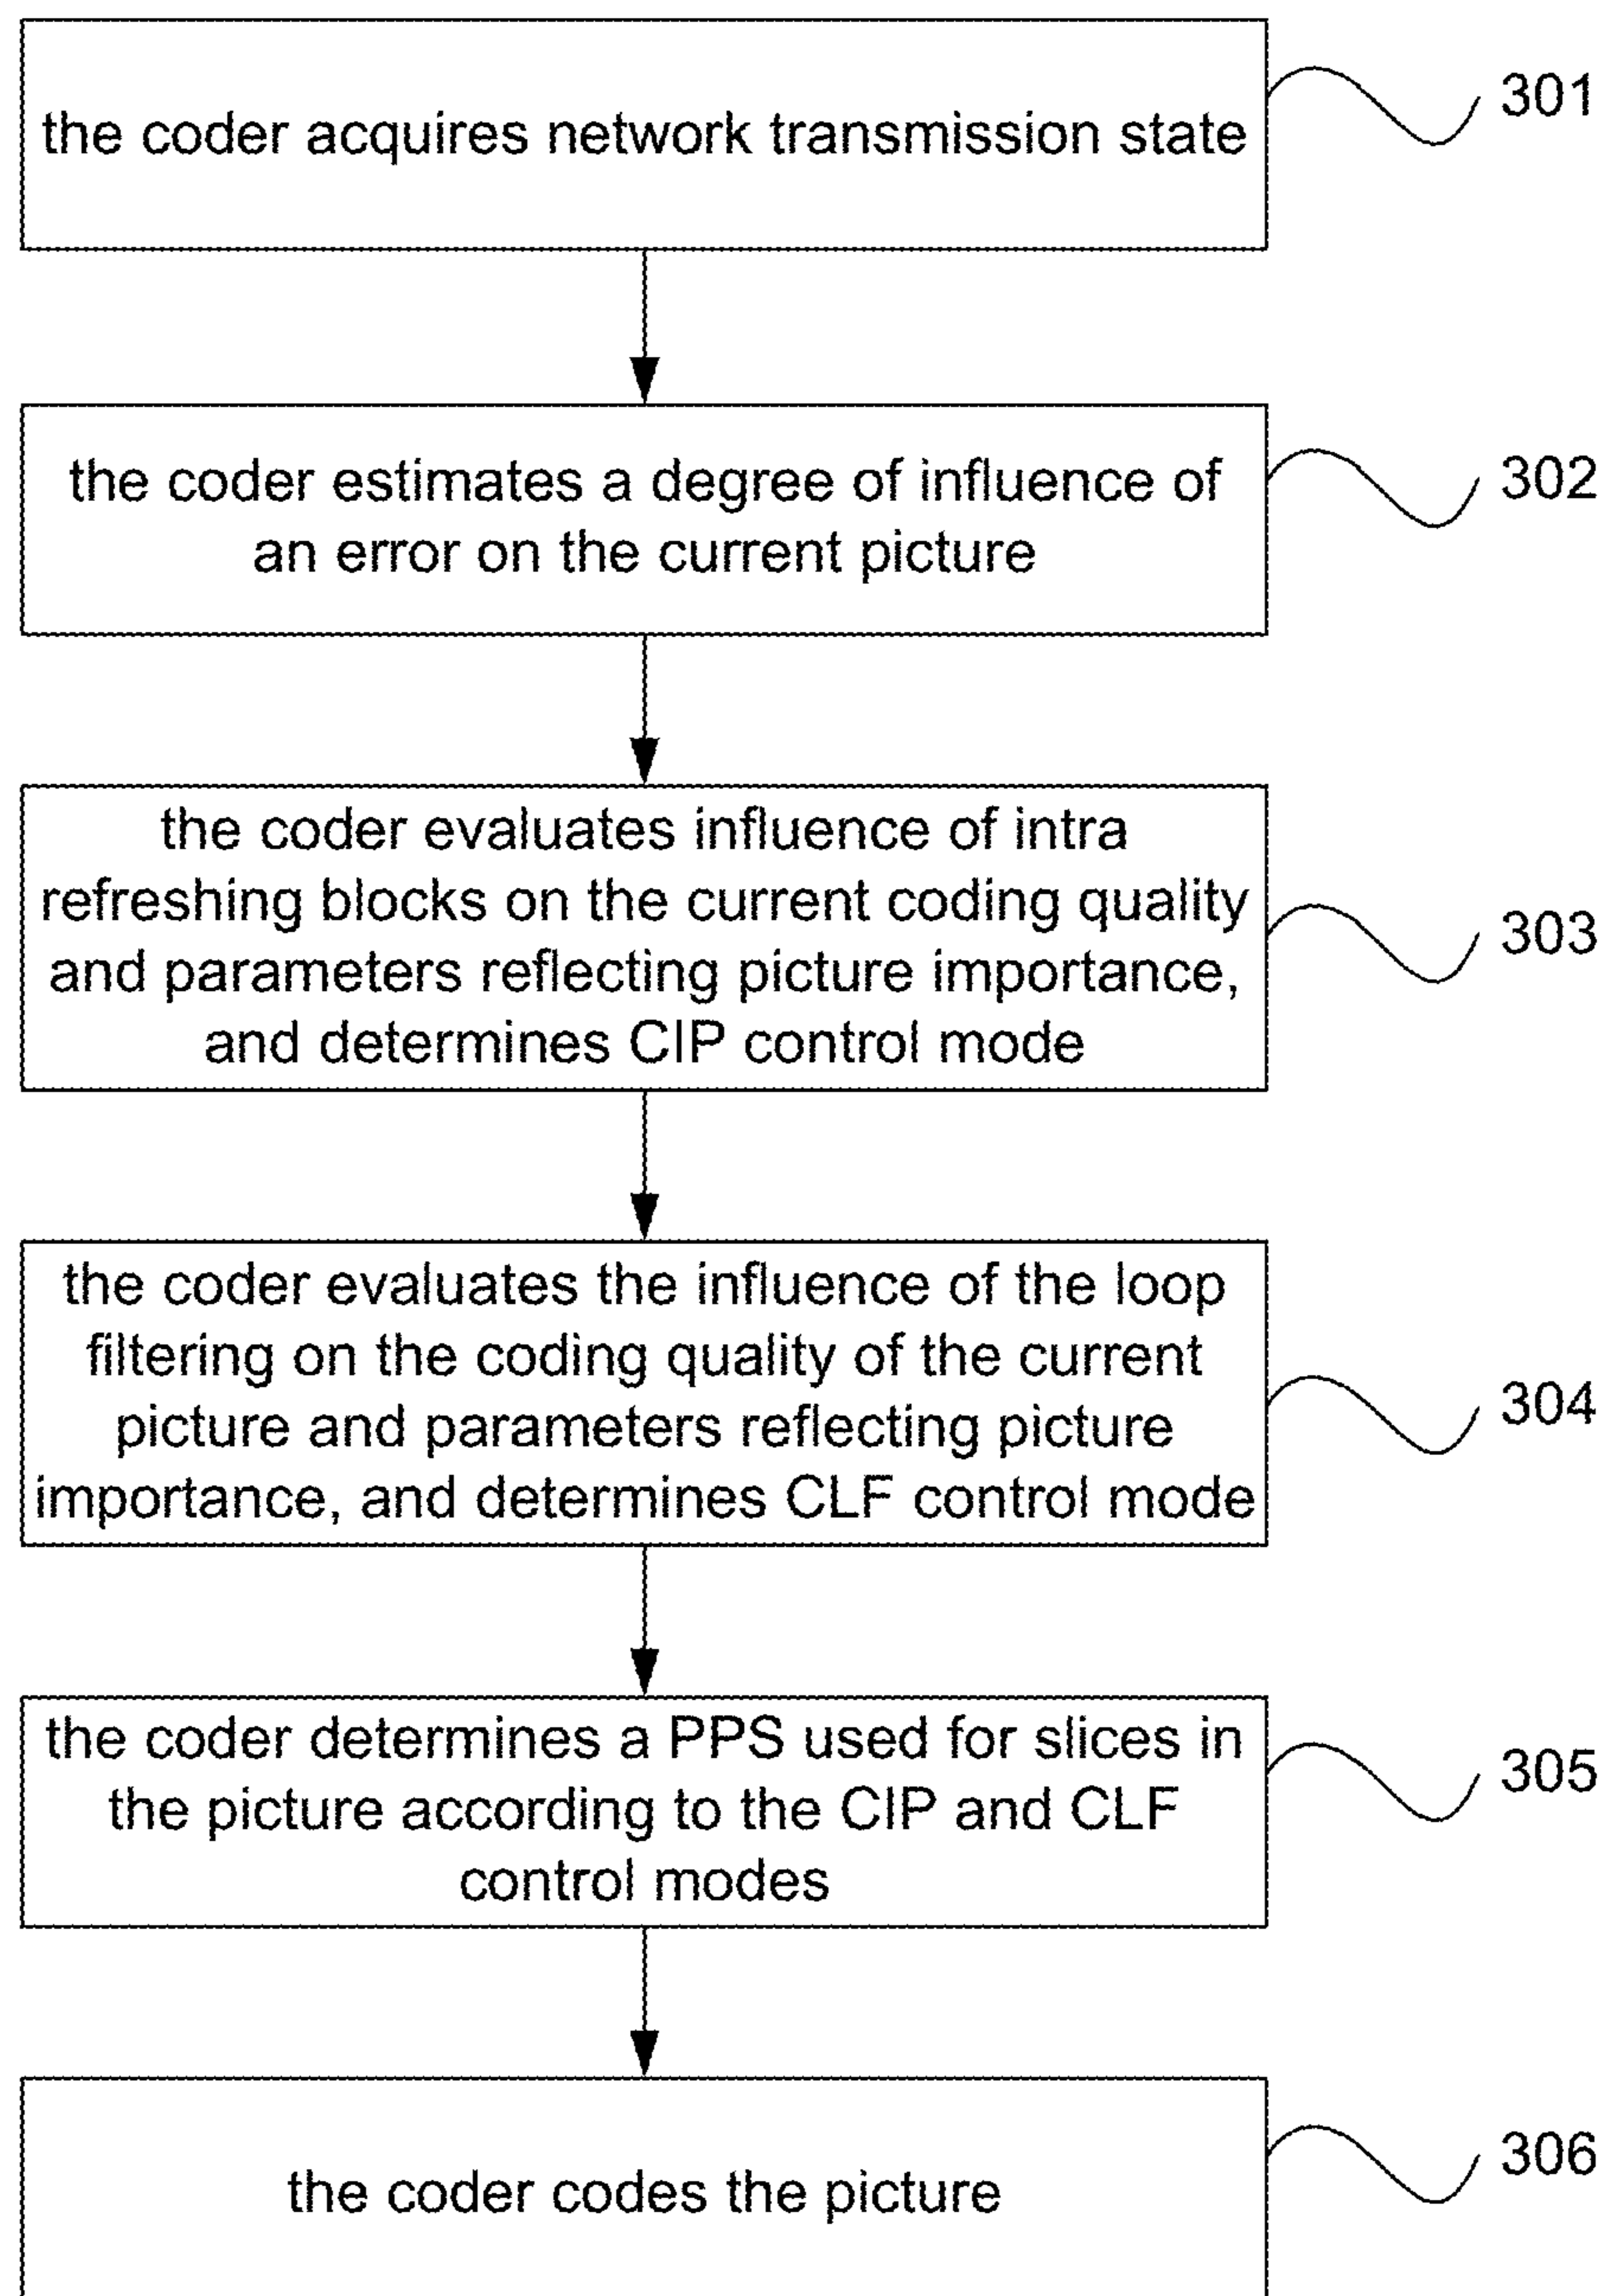 the coder acquires network transmission state
301
the coder estimates a degree of influence of
an error on the current picture
302
the coder evaluates influence of intra
refreshing blocks on the current coding quality
and parameters reflecting picture importance,
and determines CIP control mode
303
the coder evaluates the influence of the loop
filtering on the coding quality of the current
picture and parameters reflecting picture
importance, and determines CLF control mode
304
the coder determines a PPS used for slices in
the picture according to the CIP and CLF
control modes
305
the coder codes the picture
306